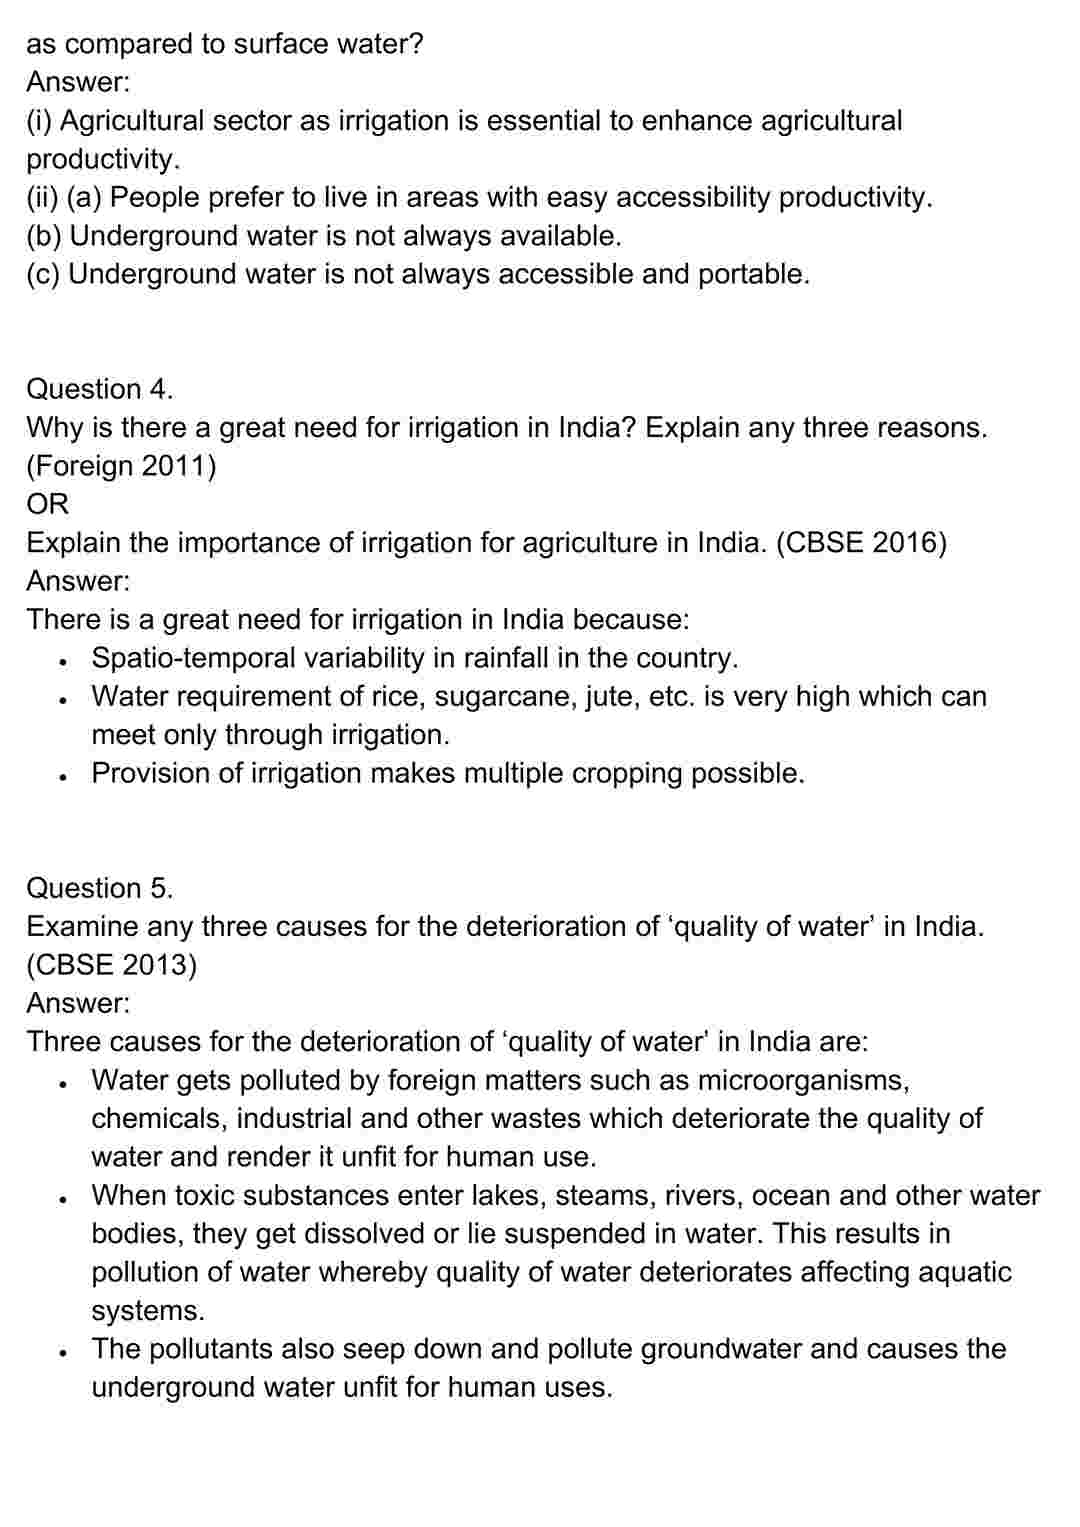 as compared to surface water?
Answer:
(i) Agricultural sector as irrigation is essential to enhance agricultural
productivity.
(ii) (a) People prefer to live in areas with easy accessibility productivity.
(b) Underground water is not always available.
(c) Underground water is not always accessible and portable.
Question 4.
Why is there a great need for irrigation in India? Explain any three reasons.
(Foreign 2011)
OR
Explain the importance of irrigation for agriculture in India. (CBSE 2016)
Answer:
There is a great need for irrigation in India because:
• Spatio-temporal variability in rainfall in the country.
• Water requirement of rice, sugarcane, jute, etc. is very high which can
meet only through irrigation.
• Provision of irrigation makes multiple cropping possible.
Question 5.
Examine any three causes for the deterioration of ‘quality of water’ in India.
(CBSE 2013)
Answer:
Three causes for the deterioration of ‘quality of water’ in India are:
• Water gets polluted by foreign matters such as microorganisms,
chemicals, industrial and other wastes which deteriorate the quality of
water and render it unfit for human use.
• When toxic substances enter lakes, steams, rivers, ocean and other water
bodies, they get dissolved or lie suspended in water. This results in
pollution of water whereby quality of water deteriorates affecting aquatic
systems.
• The pollutants also seep down and pollute groundwater and causes the
underground water unfit for human uses.